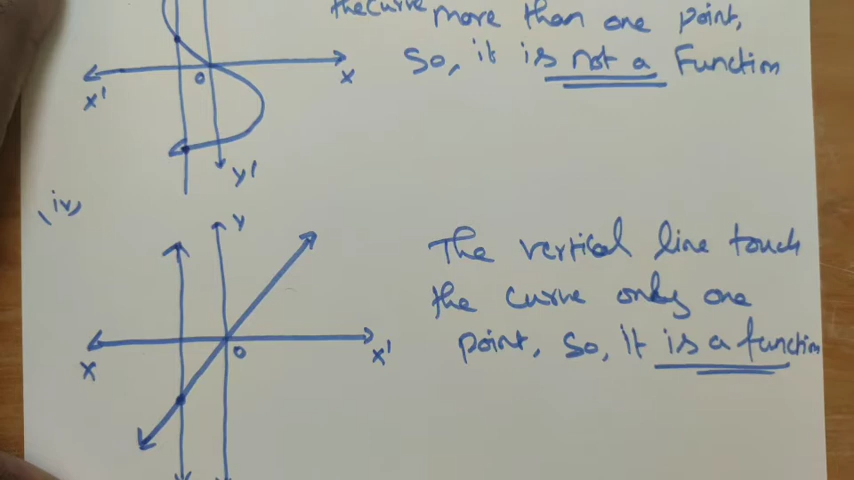 the curve more than one point,
So, it is not a Function
X' O X
Y'
(iv)
Y
The vertical line touch
the curve only one
point, so, it is a function
X O X'